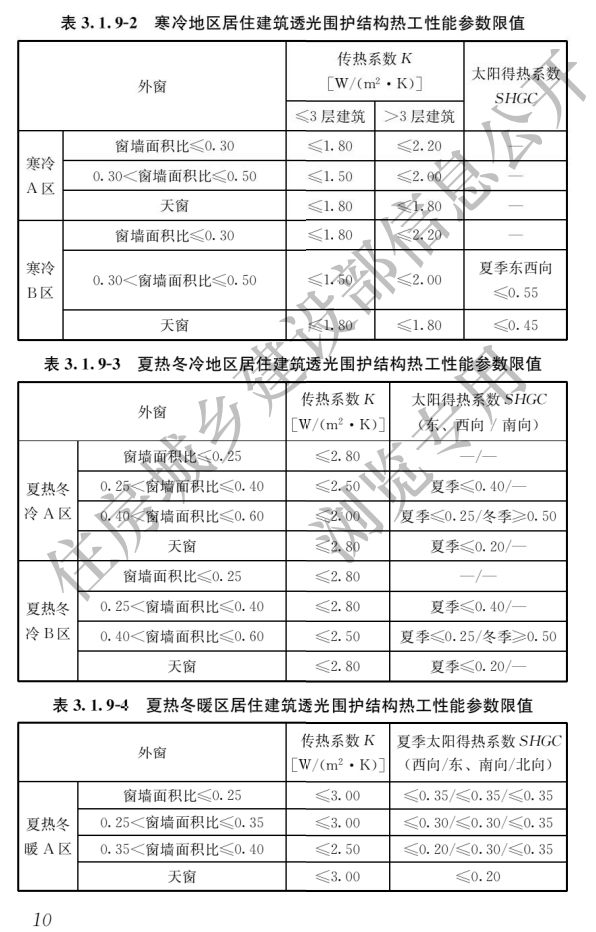 表 3.1.9-2 寒冷地区居住建筑透光围护结构热工性能参数限值
外窗 传热系数 K [W/(m²·K)] 太阳得热系数 SHGC
≤3 层建筑 >3 层建筑
寒冷 A 区 窗墙面积比≤0.30 ≤1.80 ≤2.20 —
0.30<窗墙面积比≤0.50 ≤1.50 ≤2.00 —
天窗 ≤1.80 ≤1.80 —
寒冷 B 区 窗墙面积比≤0.30 ≤1.80 ≤2.20 —
0.30<窗墙面积比≤0.50 ≤1.50 ≤2.00 夏季东西向 ≤0.55
天窗 ≤1.80 ≤1.80 ≤0.45
表 3.1.9-3 夏热冬冷地区居住建筑透光围护结构热工性能参数限值
外窗 传热系数 K [W/(m²·K)] 太阳得热系数 SHGC (东、西向 / 南向)
夏热冬冷 A 区 窗墙面积比≤0.25 ≤2.80 —/—
0.25<窗墙面积比≤0.40 ≤2.50 夏季≤0.40/—
0.40<窗墙面积比≤0.60 ≤2.00 夏季≤0.25/冬季≥0.50
天窗 ≤2.80 夏季≤0.20/—
夏热冬冷 B 区 窗墙面积比≤0.25 ≤2.80 —/—
0.25<窗墙面积比≤0.40 ≤2.80 夏季≤0.40/—
0.40<窗墙面积比≤0.60 ≤2.50 夏季≤0.25/冬季≥0.50
天窗 ≤2.80 夏季≤0.20/—
表 3.1.9-4 夏热冬暖区居住建筑透光围护结构热工性能参数限值
外窗 传热系数 K [W/(m²·K)] 夏季太阳得热系数 SHGC (西向/东、南向/北向)
夏热冬暖 A 区 窗墙面积比≤0.25 ≤3.00 ≤0.35/≤0.35/≤0.35
0.25<窗墙面积比≤0.35 ≤3.00 ≤0.30/≤0.30/≤0.35
0.35<窗墙面积比≤0.40 ≤2.50 ≤0.20/≤0.30/≤0.35
天窗 ≤3.00 ≤0.20
10
住房城乡建设部信息公开
浏览专用